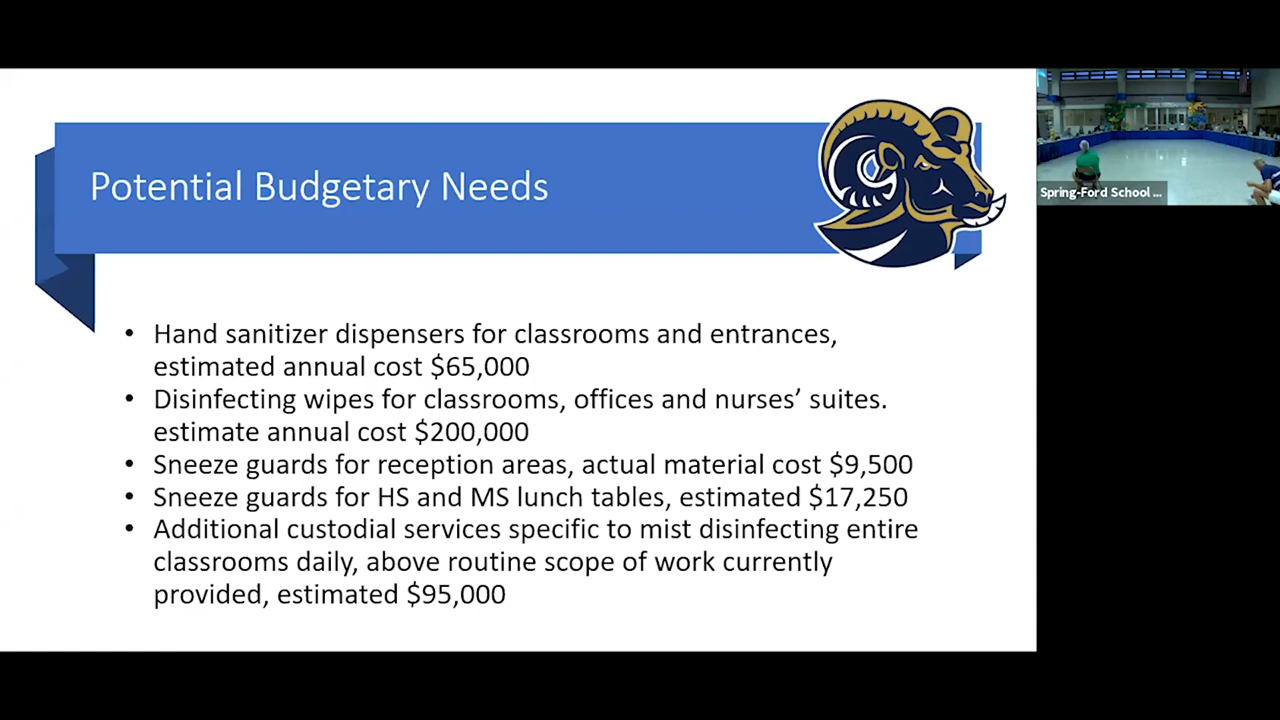 Potential Budgetary Needs
• Hand sanitizer dispensers for classrooms and entrances,
estimated annual cost $65,000
• Disinfecting wipes for classrooms, offices and nurses’ suites.
estimate annual cost $200,000
• Sneeze guards for reception areas, actual material cost $9,500
• Sneeze guards for HS and MS lunch tables, estimated $17,250
• Additional custodial services specific to mist disinfecting entire
classrooms daily, above routine scope of work currently
provided, estimated $95,000
Spring-Ford School ...